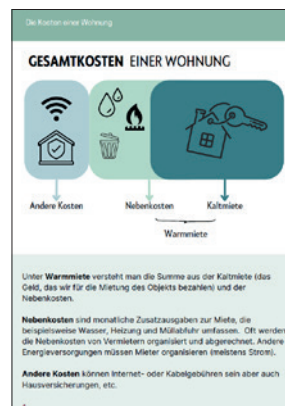 Die Kosten einer Wohnung
GESAMTKOSTEN EINER WOHNUNG
Andere Kosten
Nebenkosten
Kaltmiete
Warmmiete
Unter Warmmiete versteht man die Summe aus der Kaltmiete (das
Geld, das wir für die Mietung des Objekts bezahlen) und der
Nebenkosten.
Nebenkosten sind monatliche Zusatzausgaben zur Miete, die
beispielsweise Wasser, Heizung und Müllabfuhr umfassen. Oft werden
die Nebenkosten von Vermietern organisiert und abgerechnet. Andere
Energieversorgungen müssen Mieter organisieren (meistens Strom).
Andere Kosten können Internet- oder Kabelgebühren sein aber auch
Hausversicherungen, etc.